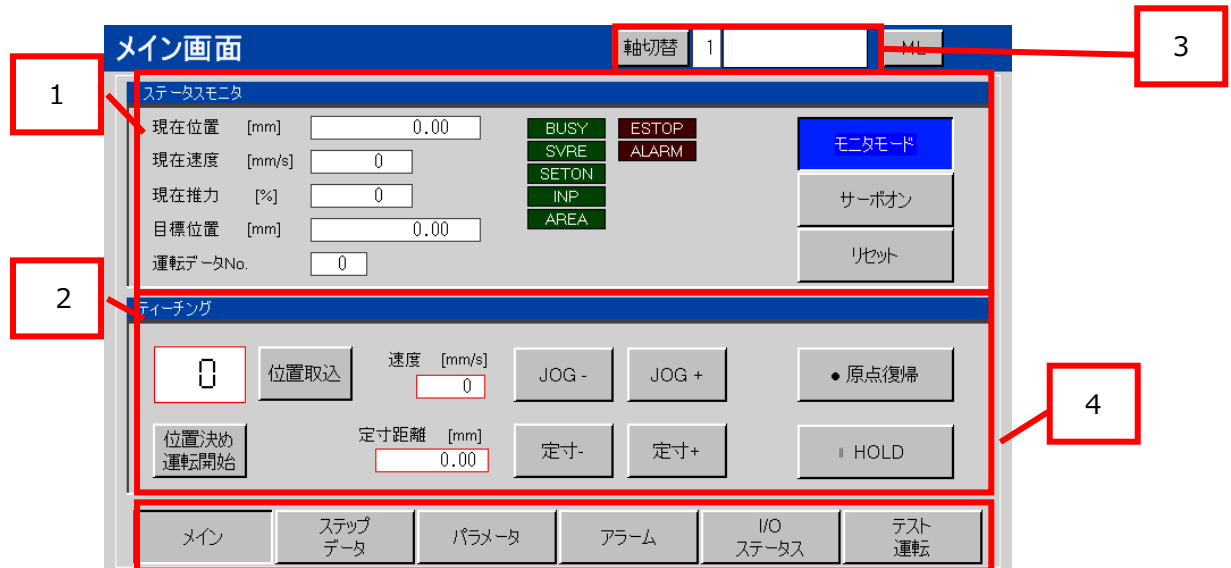 メイン画面
軸切替
1
ML
3
1
ステータスモニタ
現在位置 [mm] 0.00
現在速度 [mm/s] 0
現在推力 [%] 0
目標位置 [mm] 0.00
運転データNo. 0
BUSY ESTOP
SVRE ALARM
SETON
INP
AREA
モニタモード
サーボオン
リセット
2
ティーチング
0
位置取込
速度 [mm/s]
0
JOG -
JOG +
● 原点復帰
4
位置決め
運転開始
定寸距離 [mm]
0.00
定寸-
定寸+
|| HOLD
メイン
ステップ
データ
パラメータ
アラーム
I/O
ステータス
テスト
運転